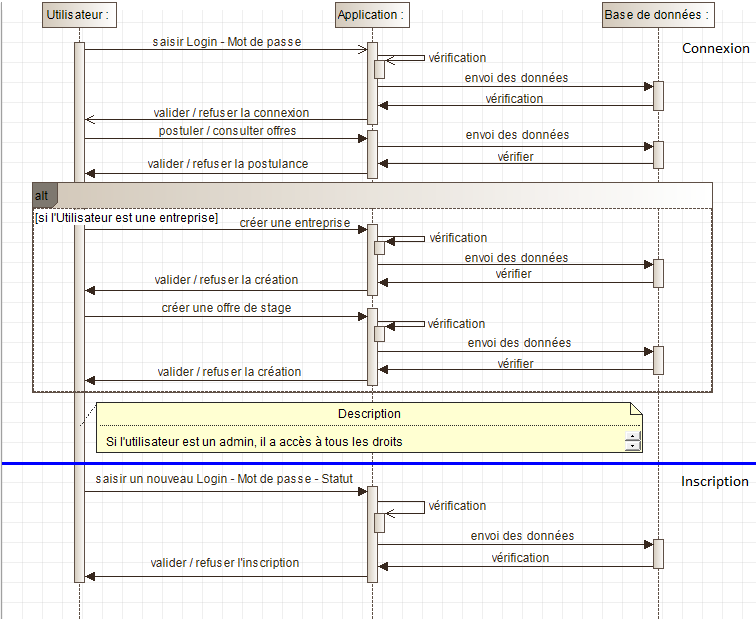 Utilisateur :
Application :
Base de données :
saisir Login - Mot de passe
Connexion
vérification
envoi des données
vérification
valider / refuser la connexion
postuler / consulter offres
envoi des données
vérifier
valider / refuser la postulance
alt
[si l'Utilisateur est une entreprise]
créer une entreprise
vérification
envoi des données
vérifier
valider / refuser la création
créer une offre de stage
vérification
envoi des données
vérifier
valider / refuser la création
Description
Si l'utilisateur est un admin, il a accès à tous les droits
saisir un nouveau Login - Mot de passe - Statut
Inscription
vérification
envoi des données
vérification
valider / refuser l'inscription